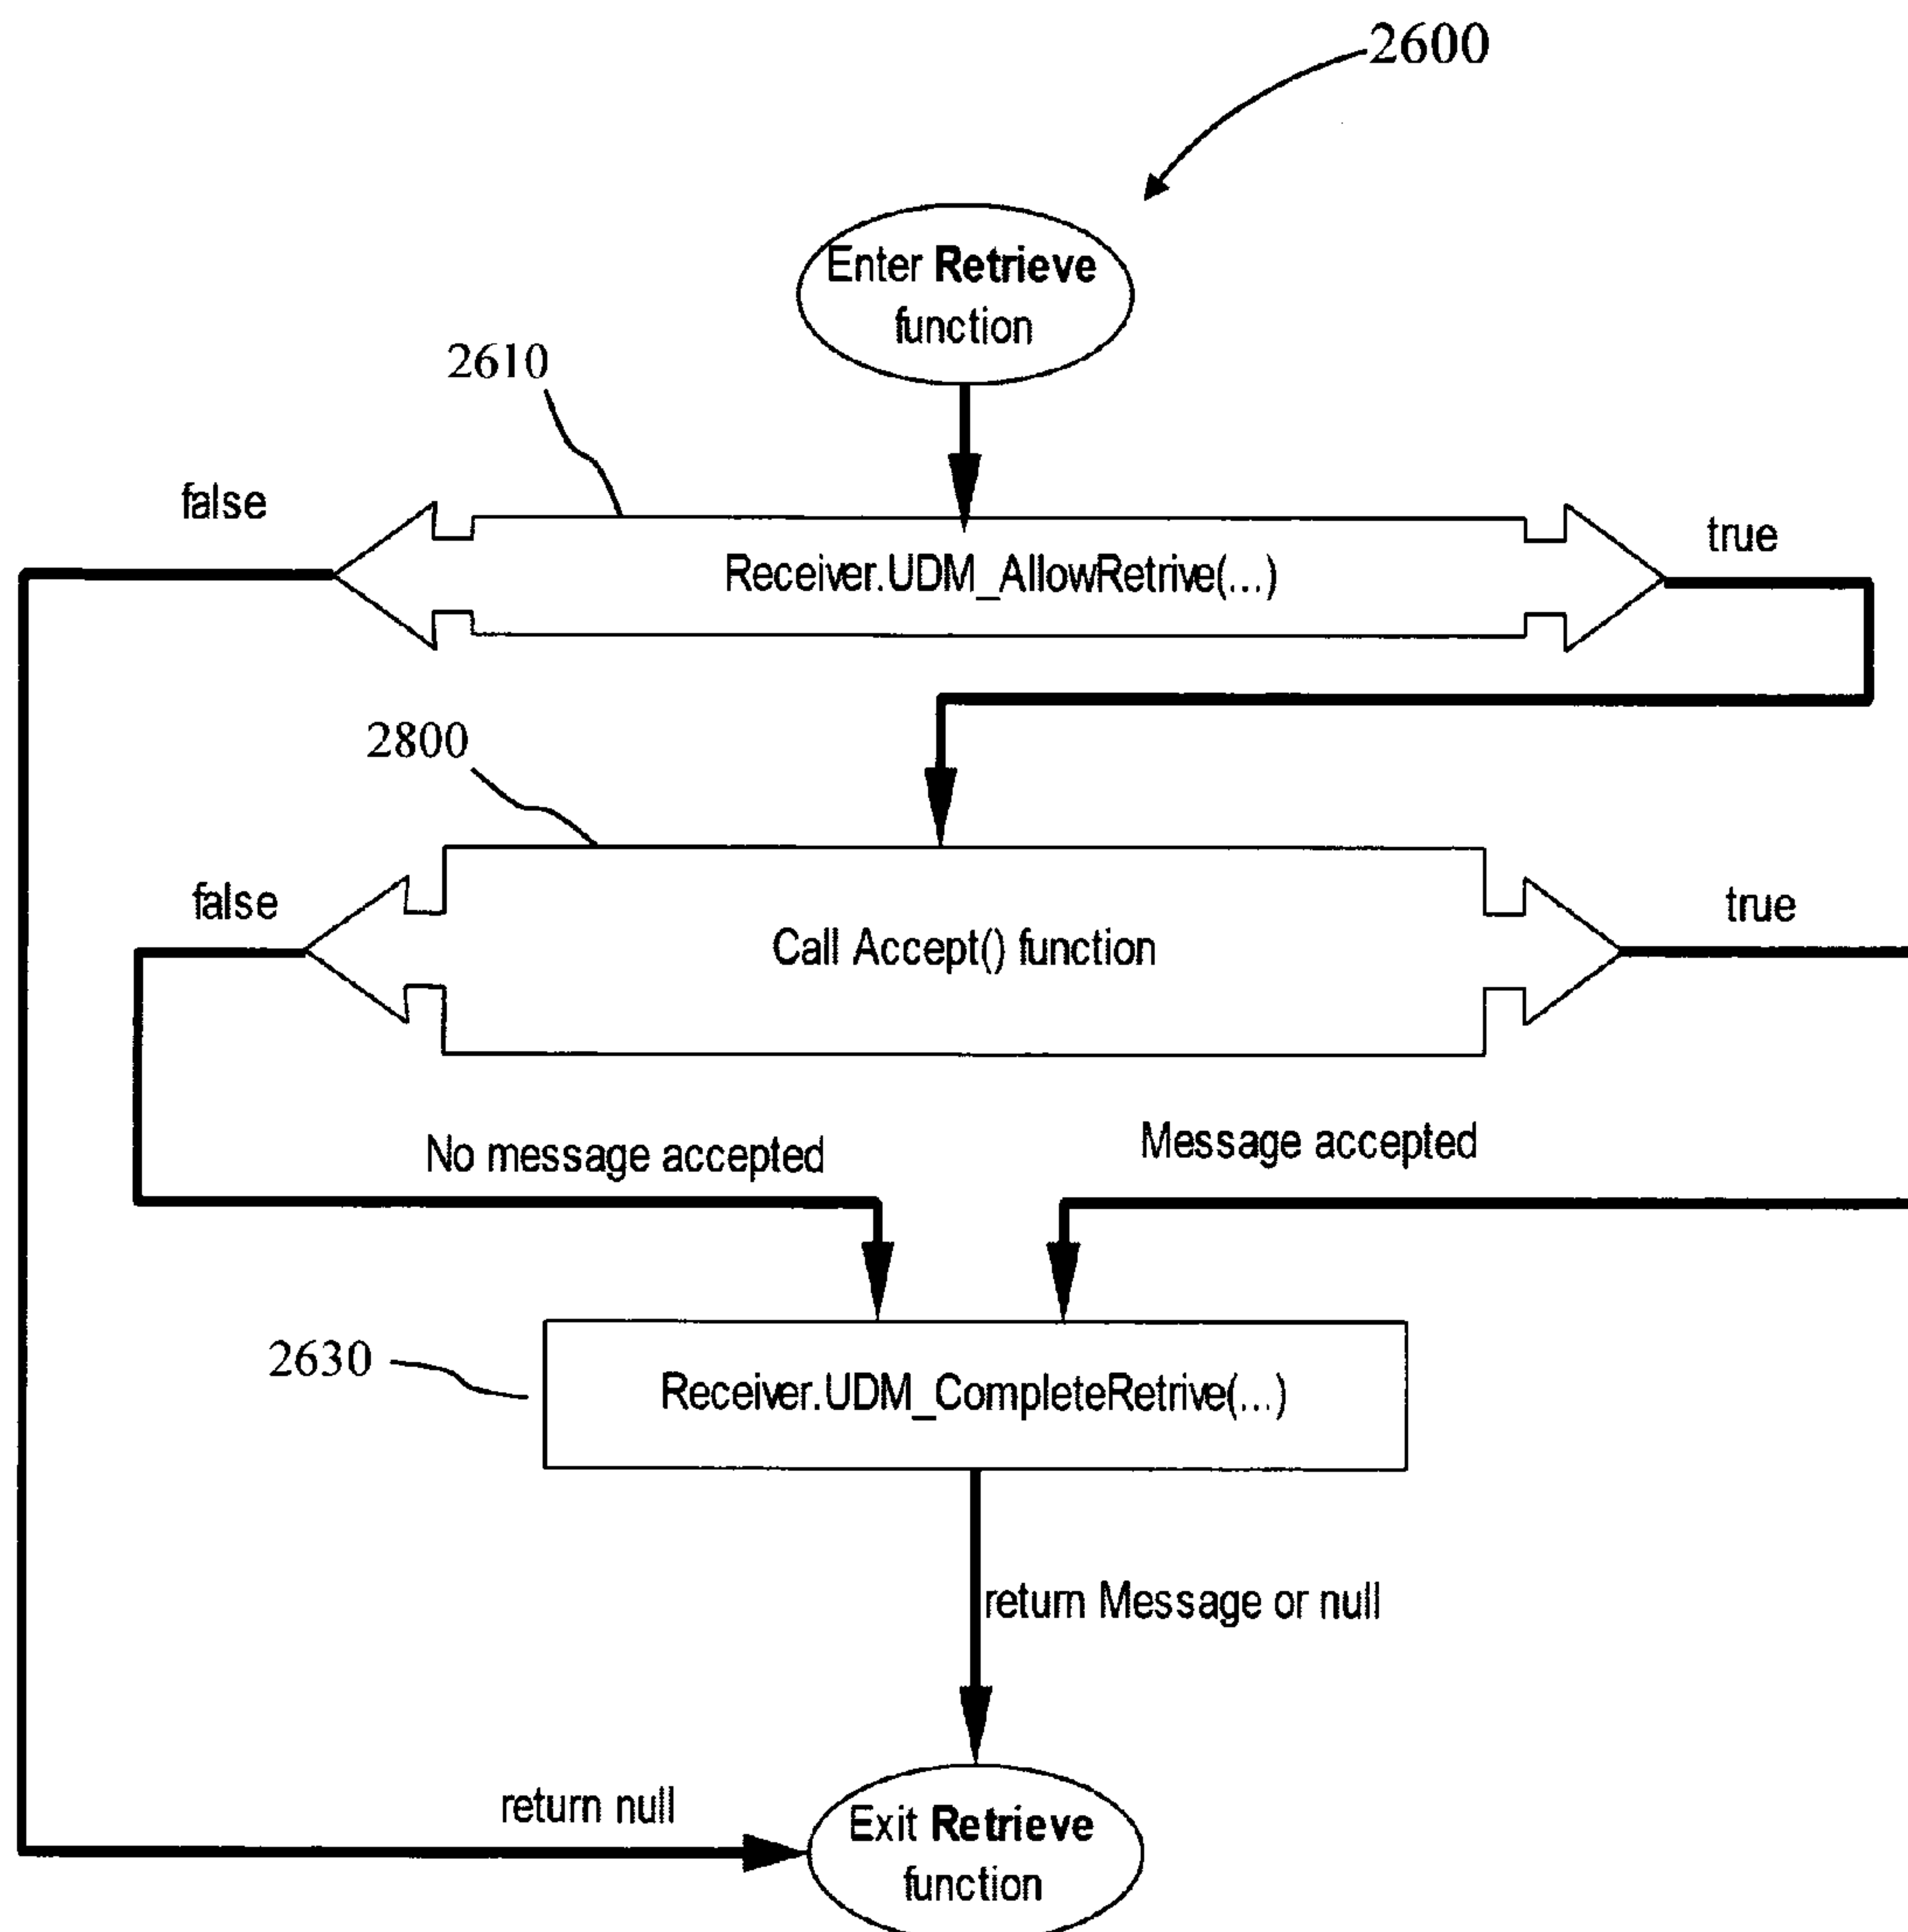 2600
Enter Retrieve
function
2610
false
true
Receiver.UDM_AllowRetrive(...)
2800
false
true
Call Accept() function
No message accepted
Message accepted
2630
Receiver.UDM_CompleteRetrive(...)
return Message or null
return null
Exit Retrieve
function